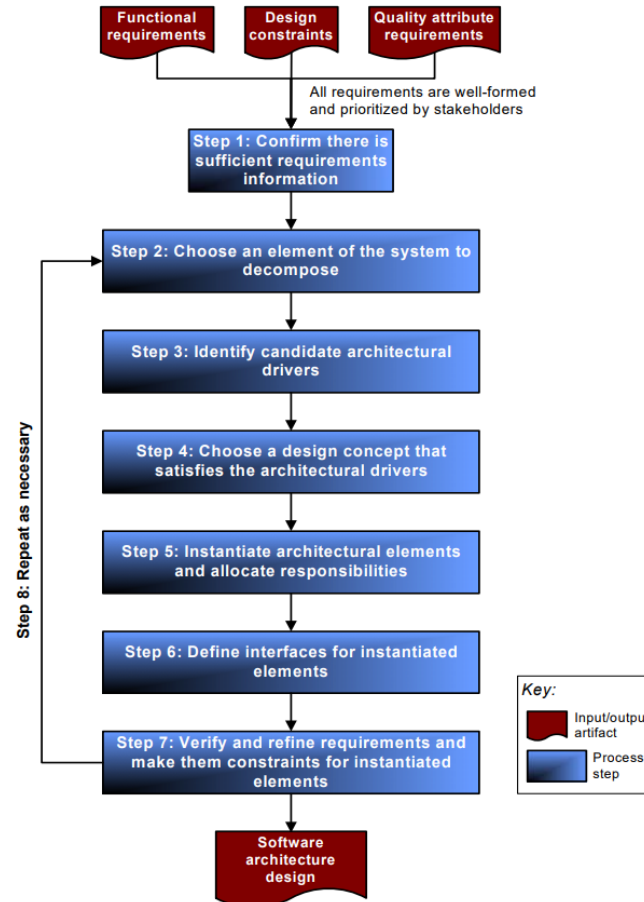 Functional
requirements
Design
constraints
Quality attribute
requirements
All requirements are well-formed
and prioritized by stakeholders
Step 1: Confirm there is
sufficient requirements
information
Step 2: Choose an element of the system to
decompose
Step 3: Identify candidate architectural
drivers
Step 4: Choose a design concept that
satisfies the architectural drivers
Step 5: Instantiate architectural elements
and allocate responsibilities
Step 6: Define interfaces for instantiated
elements
Step 7: Verify and refine requirements and
make them constraints for instantiated
elements
Step 8: Repeat as necessary
Software
architecture
design
Key:
Input/output
artifact
Process
step